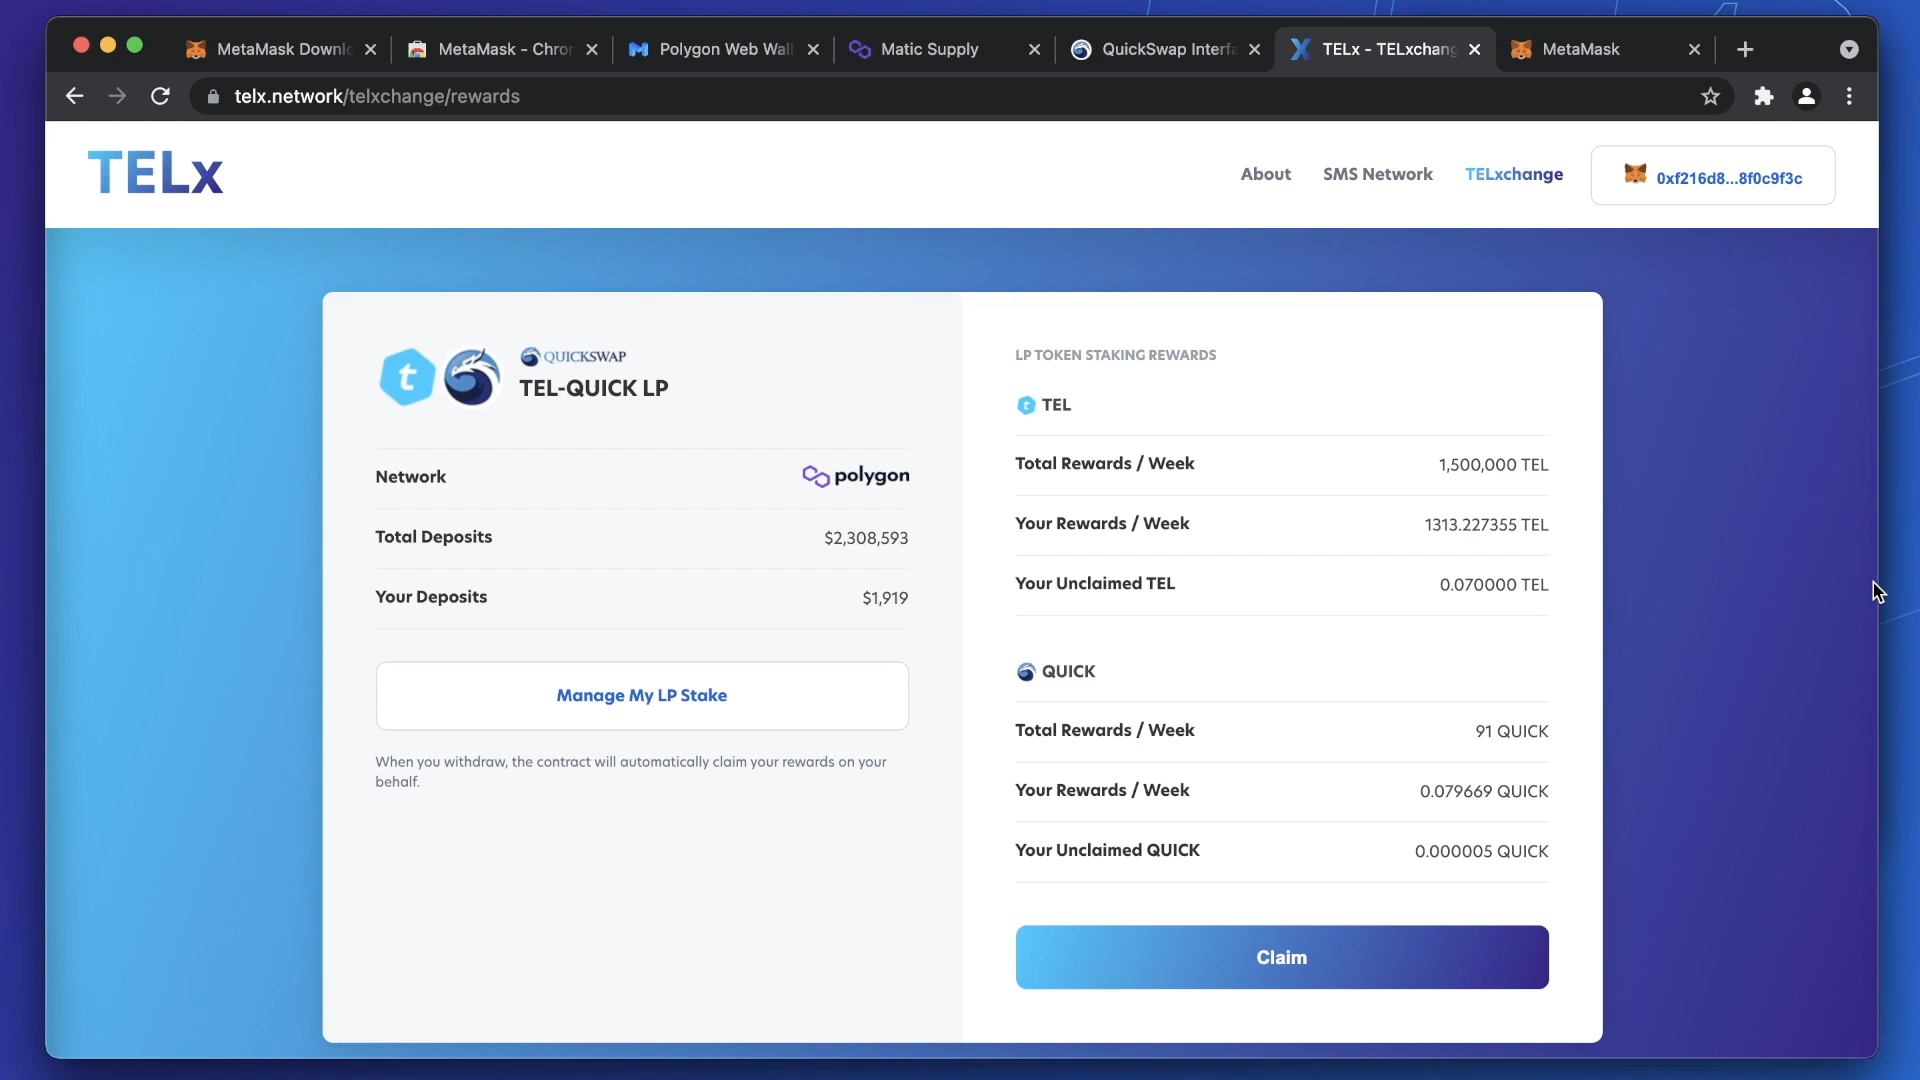 MetaMask Downlo
MetaMask - Chror
Polygon Web Wall
Matic Supply
QuickSwap Interfa
TELx - TELxchang
MetaMask
telx.network/telxchange/rewards
TELx
About
SMS Network
TELxchange
0xf216d8...8f0c9f3c
QUICKSWAP
TEL-QUICK LP
Network
polygon
Total Deposits
$2,308,593
Your Deposits
$1,919
Manage My LP Stake
When you withdraw, the contract will automatically claim your rewards on your
behalf.
LP TOKEN STAKING REWARDS
t TEL
Total Rewards / Week
1,500,000 TEL
Your Rewards / Week
1313.227355 TEL
Your Unclaimed TEL
0.070000 TEL
QUICK
Total Rewards / Week
91 QUICK
Your Rewards / Week
0.079669 QUICK
Your Unclaimed QUICK
0.000005 QUICK
Claim